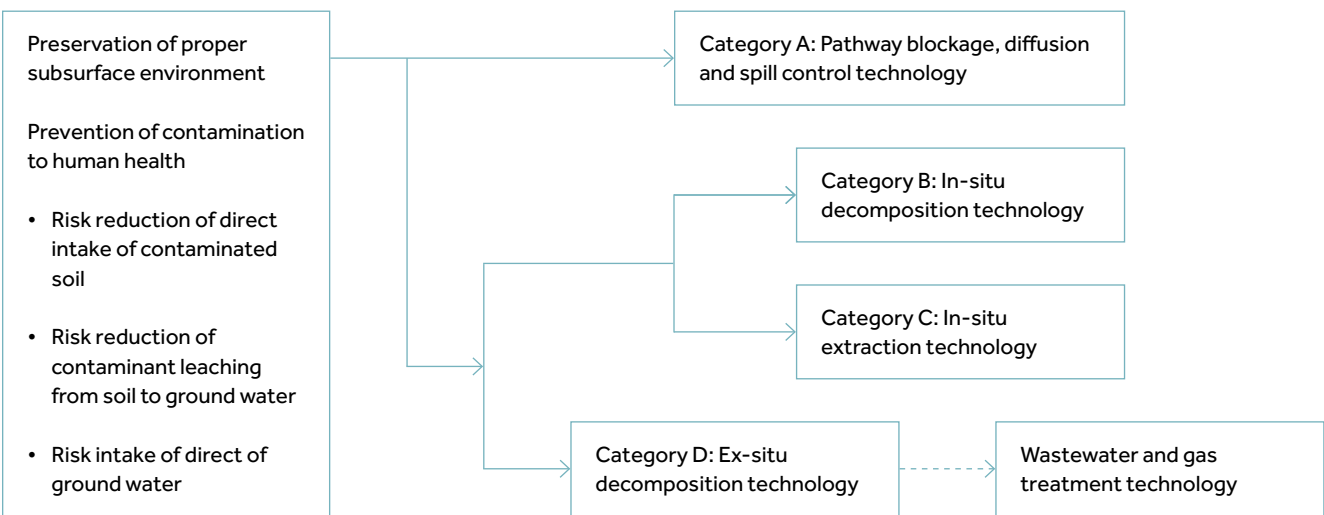 Preservation of proper
subsurface environment
Prevention of contamination
to human health
• Risk reduction of direct
intake of contaminated
soil
• Risk reduction of
contaminant leaching
from soil to ground water
• Risk intake of direct of
ground water
Category A: Pathway blockage, diffusion
and spill control technology
Category B: In-situ
decomposition technology
Category C: In-situ
extraction technology
Category D: Ex-situ
decomposition technology
Wastewater and gas
treatment technology